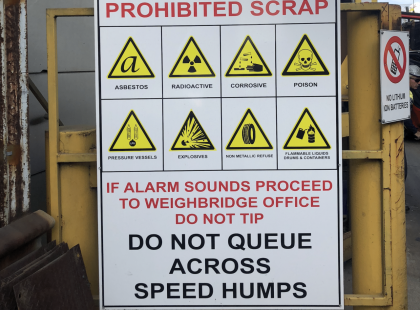 PROHIBITED SCRAP
a
ASBESTOS RADIOACTIVE CORROSIVE POISON
PRESSURE VESSELS EXPLOSIVES NON METALLIC REFUSE FLAMMABLE LIQUIDS
DRUMS & CONTAINERS
IF ALARM SOUNDS PROCEED
TO WEIGHBRIDGE OFFICE
DO NOT TIP
DO NOT QUEUE
ACROSS
SPEED HUMPS
NO LITHIUM
ION BATTERIES